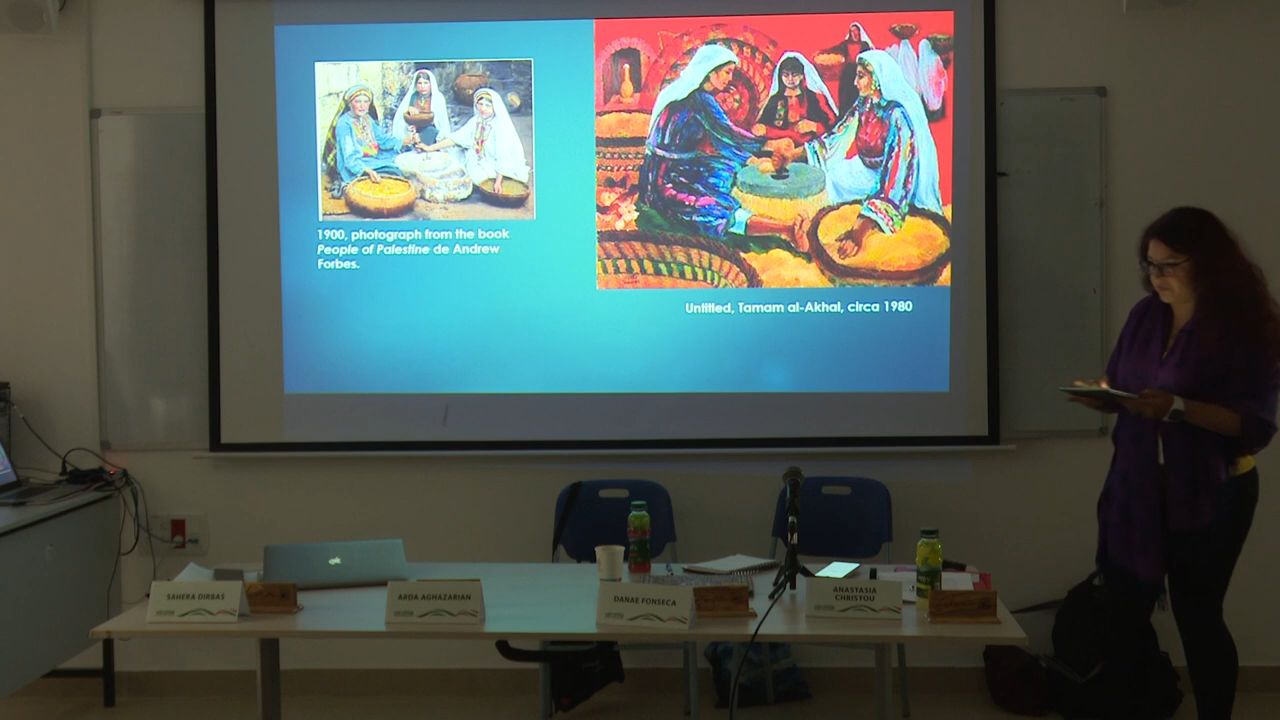 1900, photograph from the book
People of Palestine de Andrew
Forbes.
Untitled, Tamam al-Akhal, circa 1980
SAHERA DIRBAS
ARDA AGHAZARIAN
DANAE FONSECA
ANASTASIA
CHRISTOU